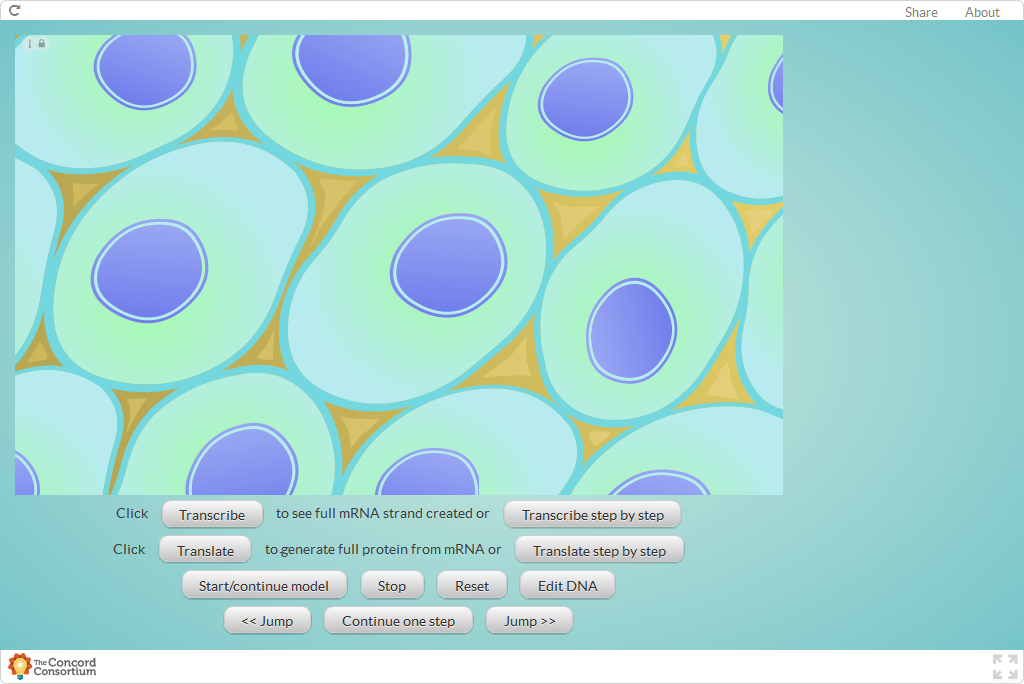 Share About
Click Transcribe to see full mRNA strand created or Transcribe step by step
Click Translate to generate full protein from mRNA or Translate step by step
Start/continue model Stop Reset Edit DNA
<< Jump Continue one step Jump >>
The Concord
Consortium